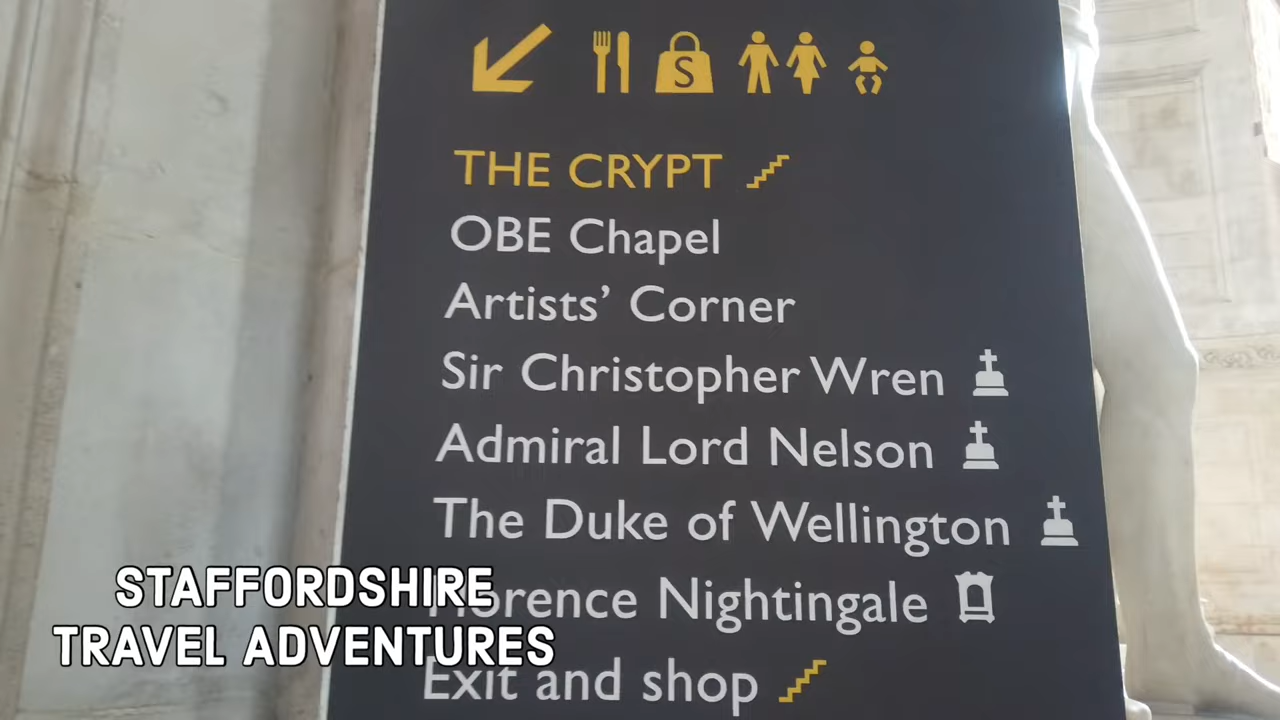 S
THE CRYPT
OBE Chapel
Artists’ Corner
Sir Christopher Wren
Admiral Lord Nelson
The Duke of Wellington
Florence Nightingale
Exit and shop
STAFFORDSHIRE
TRAVEL ADVENTURES